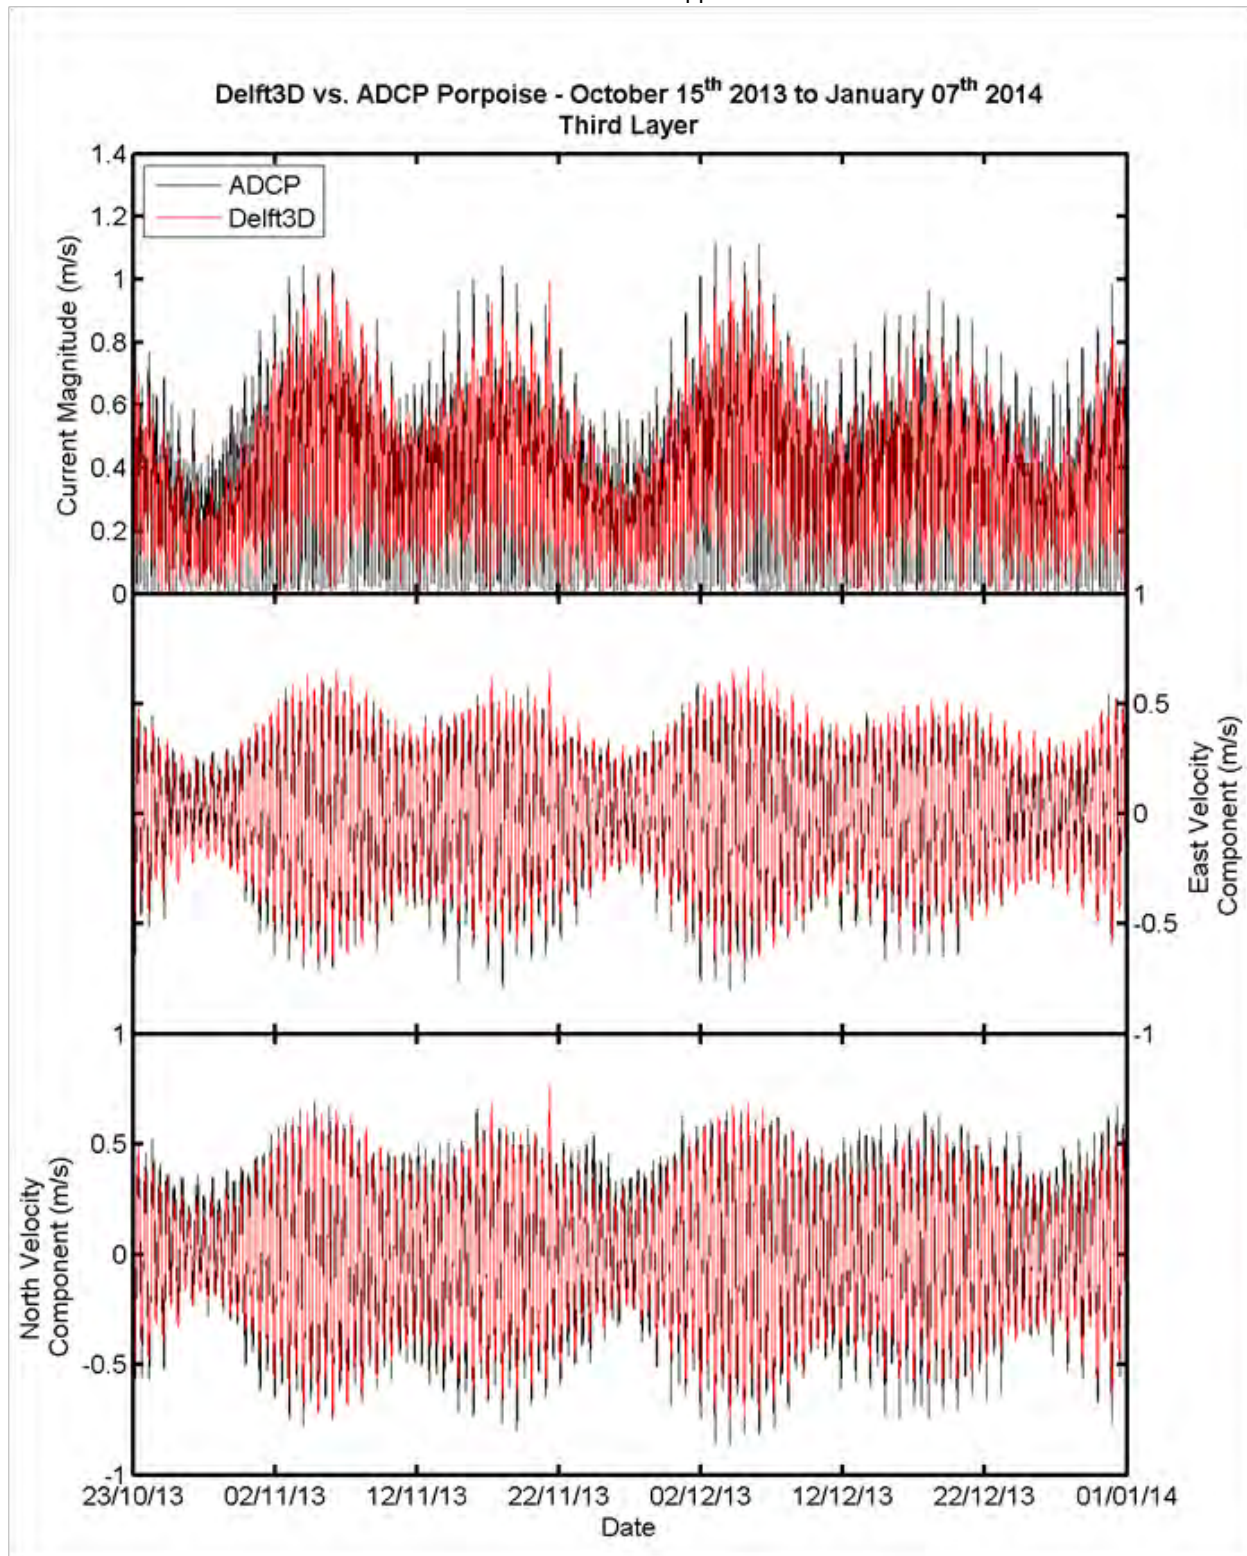 Delft3D vs. ADCP Porpoise - October 15th 2013 to January 07th 2014
Third Layer
1.4
1.2
1
0.8
0.6
0.4
0.2
0
Current Magnitude (m/s)
ADCP
Delft3D
1
0.5
0
-0.5
-1
East Velocity
Component (m/s)
1
0.5
0
-0.5
-1
North Velocity
Component (m/s)
23/10/13 02/11/13 12/11/13 22/11/13 02/12/13 12/12/13 22/12/13 01/01/14
Date